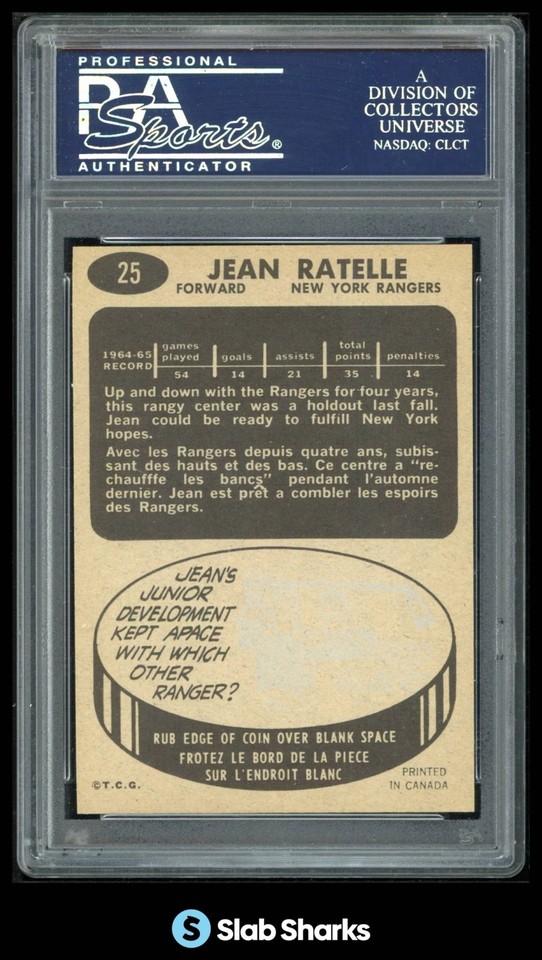 PROFESSIONAL
PSA
Sports®
AUTHENTICATOR
A
DIVISION OF
COLLECTORS
UNIVERSE
NASDAQ: CLCT
25
JEAN RATELLE
FORWARD NEW YORK RANGERS
1964-65 RECORD games played goals assists total points penalties
54 14 21 35 14
Up and down with the Rangers for four years,
this rangy center was a holdout last fall.
Jean could be ready to fulfill New York
hopes.
Avec les Rangers depuis quatre ans, subis-
sant des hauts et des bas. Ce centre a "re-
chaufffe les bancs" pendant l'automne
dernier. Jean est prêt a combler les espoirs
des Rangers.
JEAN'S
JUNIOR
DEVELOPMENT
KEPT APACE
WITH WHICH
OTHER
RANGER?
RUB EDGE OF COIN OVER BLANK SPACE
FROTEZ LE BORD DE LA PIECE
SUR L'ENDROIT BLANC
©T.C.G.
PRINTED
IN CANADA
S Slab Sharks